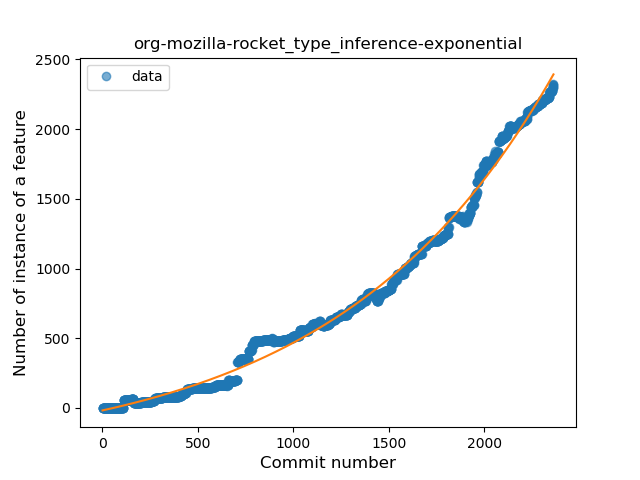 org-mozilla-rocket_type_inference-exponential
data
Number of instance of a feature
2500
2000
1500
1000
500
0
0 500 1000 1500 2000
Commit number